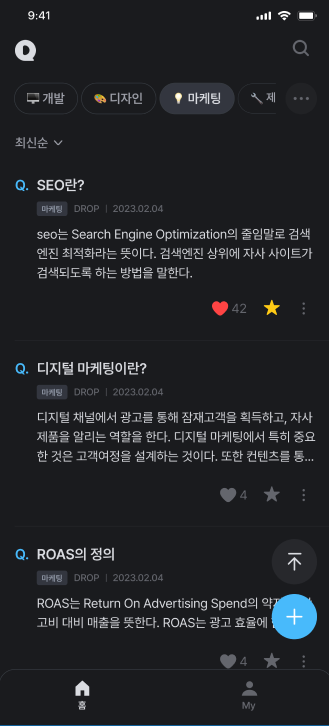 9:41
개발 디자인 마케팅 제
최신순
Q. SEO란?
마케팅 DROP | 2023.02.04
seo는 Search Engine Optimization의 줄임말로 검색
엔진 최적화라는 뜻이다. 검색엔진 상위에 자사 사이트가
검색되도록 하는 방법을 말한다.
42
Q. 디지털 마케팅이란?
마케팅 DROP | 2023.02.04
디지털 채널에서 광고를 통해 잠재고객을 획득하고, 자사
제품을 알리는 역할을 한다. 디지털 마케팅에서 특히 중요
한 것은 고객여정을 설계하는 것이다. 또한 컨텐츠를 통...
4
Q. ROAS의 정의
마케팅 DROP | 2023.02.04
ROAS는 Return On Advertising Spend의
고비 대비 매출을 뜻한다. ROAS는 광고 효율에
4
홈 My